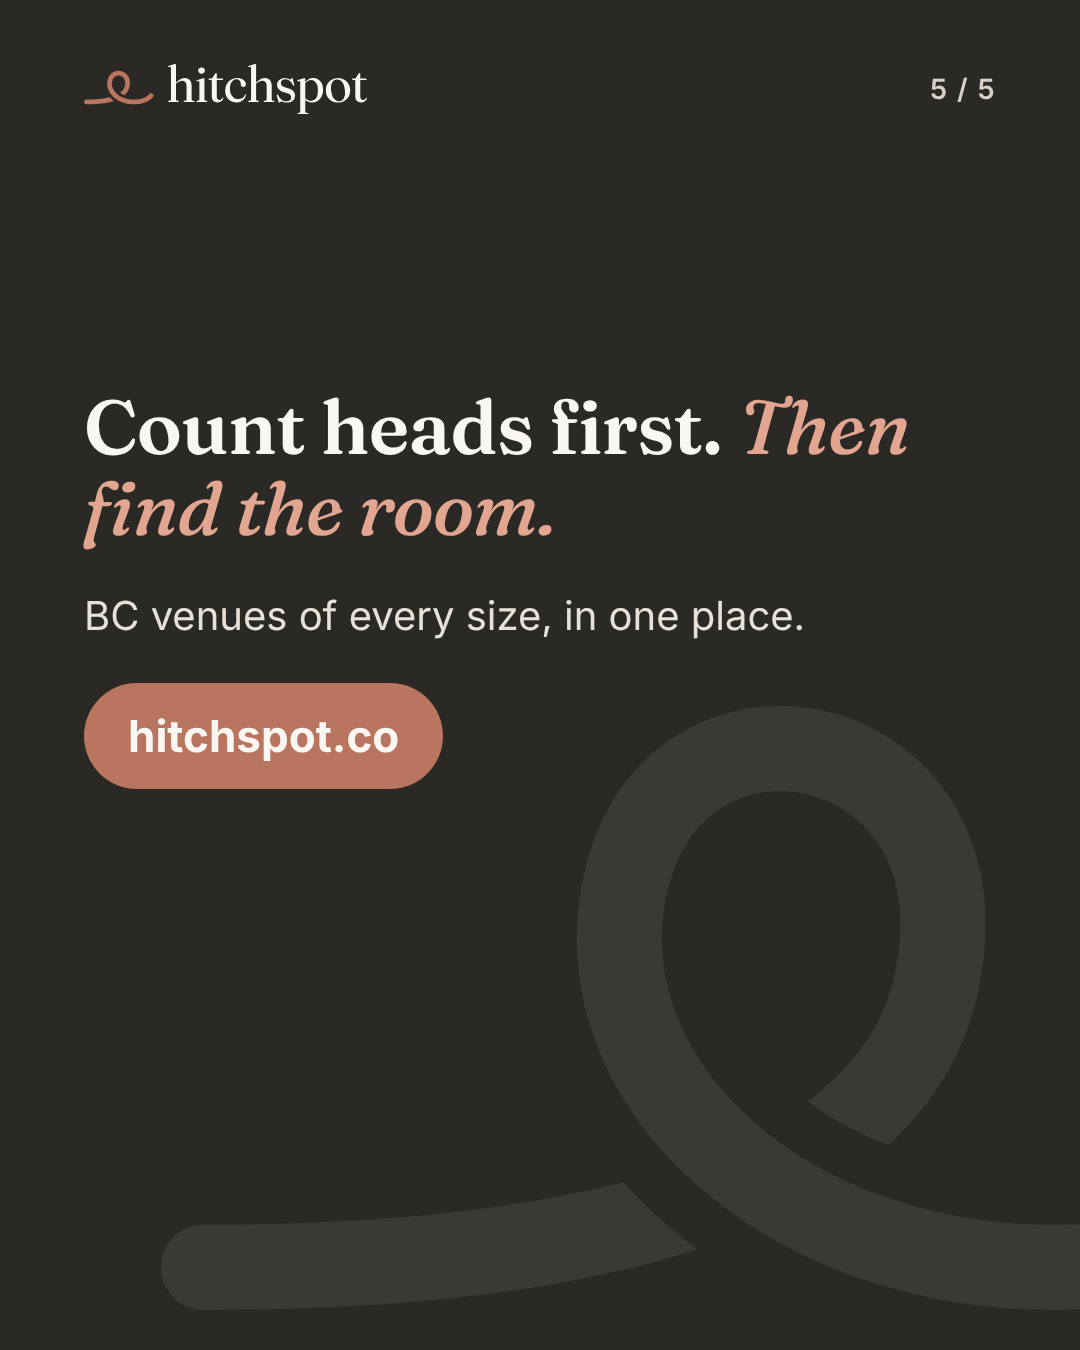 hitchspot
5 / 5
Count heads first. Then
find the room.
BC venues of every size, in one place.
hitchspot.co